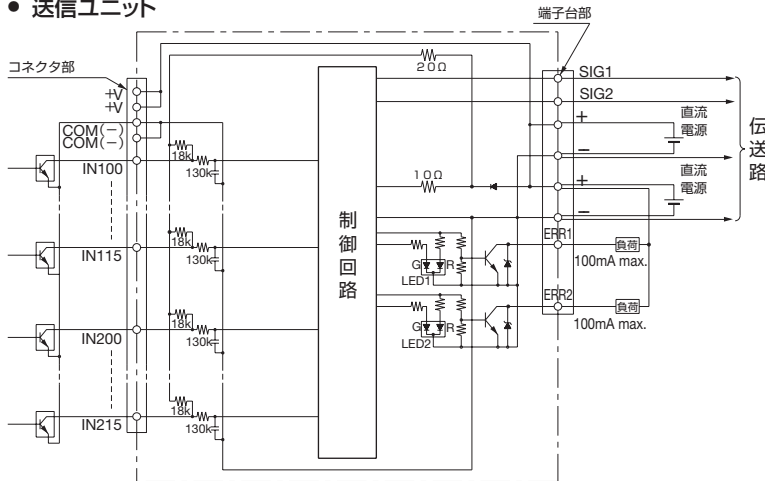 ● 送信ユニット
端子台部
コネクタ部
20Ω
+V
+V
COM(-)
COM(-)
SIG1
SIG2
+
直流
電源
-
伝送路
18k
130k
IN100
10Ω
+
直流
電源
-
制御回路
18k
130k
IN115
G
R
LED1
ERR1
負荷
100mA max.
18k
130k
IN200
G
R
LED2
ERR2
負荷
100mA max.
18k
130k
IN215